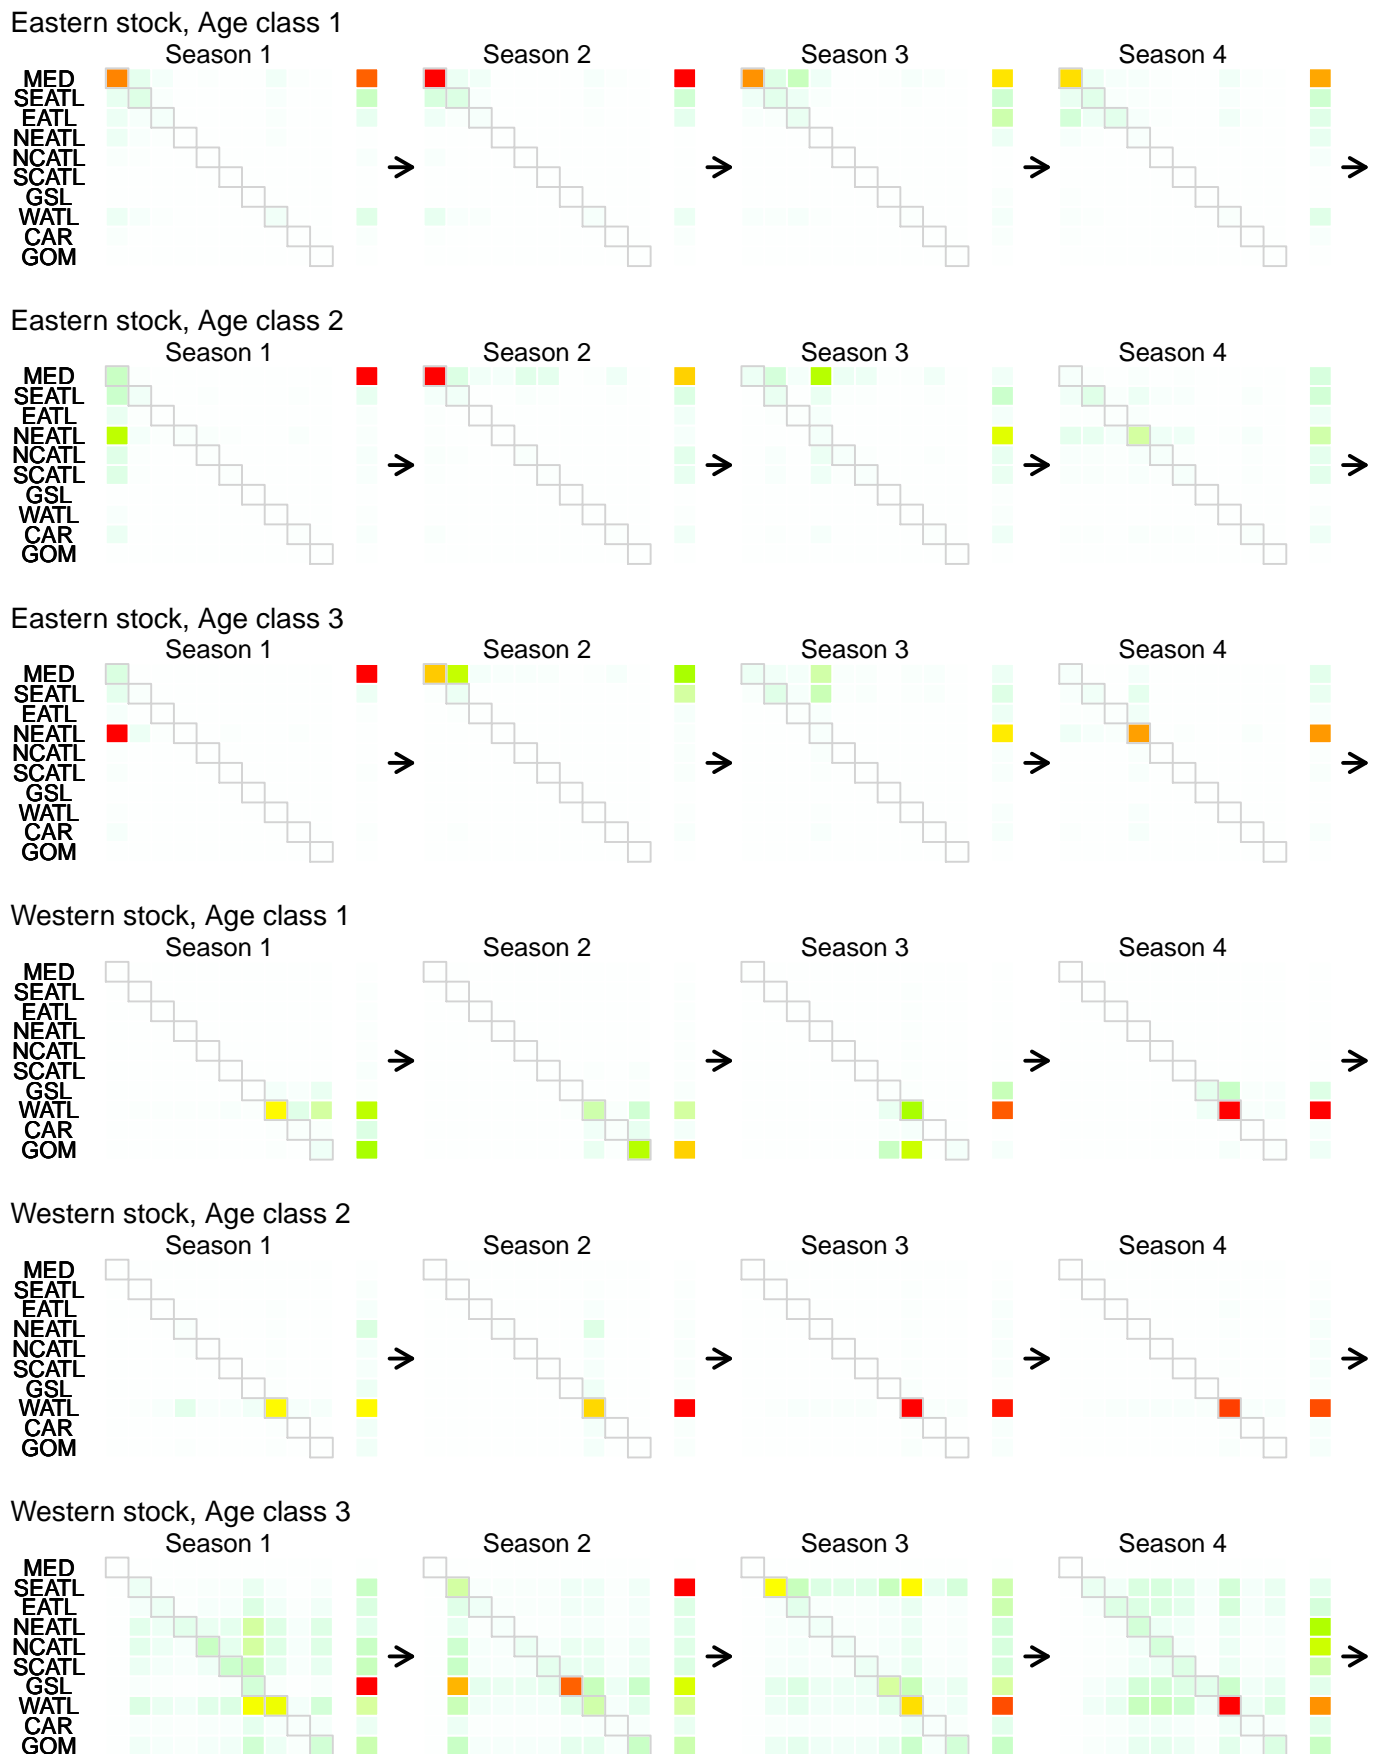 Eastern stock, Age class 1
Season 1 Season 2 Season 3 Season 4
MED
SEATL
EATL
NEATL
NCATL
SCATL
GSL
WATL
CAR
GOM
Eastern stock, Age class 2
Season 1 Season 2 Season 3 Season 4
MED
SEATL
EATL
NEATL
NCATL
SCATL
GSL
WATL
CAR
GOM
Eastern stock, Age class 3
Season 1 Season 2 Season 3 Season 4
MED
SEATL
EATL
NEATL
NCATL
SCATL
GSL
WATL
CAR
GOM
Western stock, Age class 1
Season 1 Season 2 Season 3 Season 4
MED
SEATL
EATL
NEATL
NCATL
SCATL
GSL
WATL
CAR
GOM
Western stock, Age class 2
Season 1 Season 2 Season 3 Season 4
MED
SEATL
EATL
NEATL
NCATL
SCATL
GSL
WATL
CAR
GOM
Western stock, Age class 3
Season 1 Season 2 Season 3 Season 4
MED
SEATL
EATL
NEATL
NCATL
SCATL
GSL
WATL
CAR
GOM